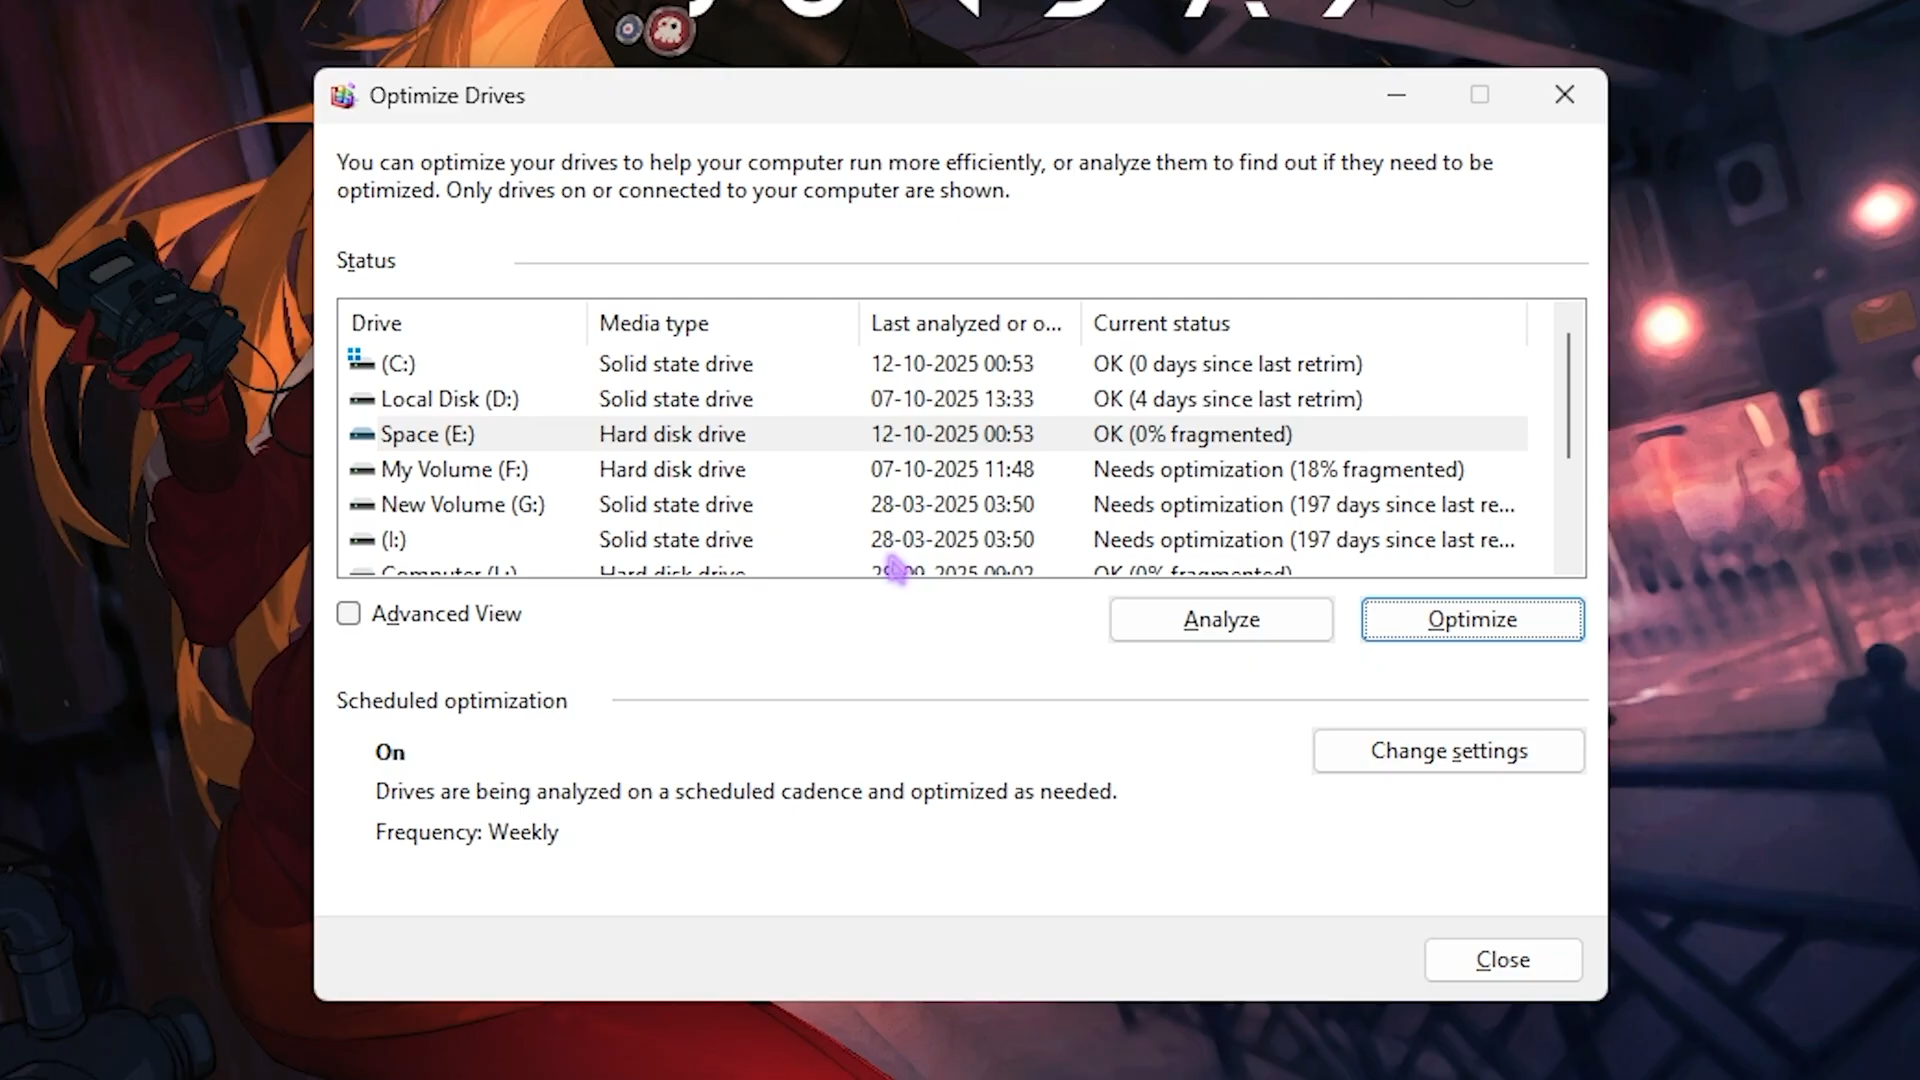 Optimize Drives
You can optimize your drives to help your computer run more efficiently, or analyze them to find out if they need to be
optimized. Only drives on or connected to your computer are shown.
Status
Drive Media type Last analyzed or o... Current status
(C:) Solid state drive 12-10-2025 00:53 OK (0 days since last retrim)
Local Disk (D:) Solid state drive 07-10-2025 13:33 OK (4 days since last retrim)
Space (E:) Hard disk drive 12-10-2025 00:53 OK (0% fragmented)
My Volume (F:) Hard disk drive 07-10-2025 11:48 Needs optimization (18% fragmented)
New Volume (G:) Solid state drive 28-03-2025 03:50 Needs optimization (197 days since last re...
(I:) Solid state drive 28-03-2025 03:50 Needs optimization (197 days since last re...
Computer Hard disk drive OK (0% fragmented)
Advanced View Analyze Optimize
Scheduled optimization
On
Change settings
Drives are being analyzed on a scheduled cadence and optimized as needed.
Frequency: Weekly
Close